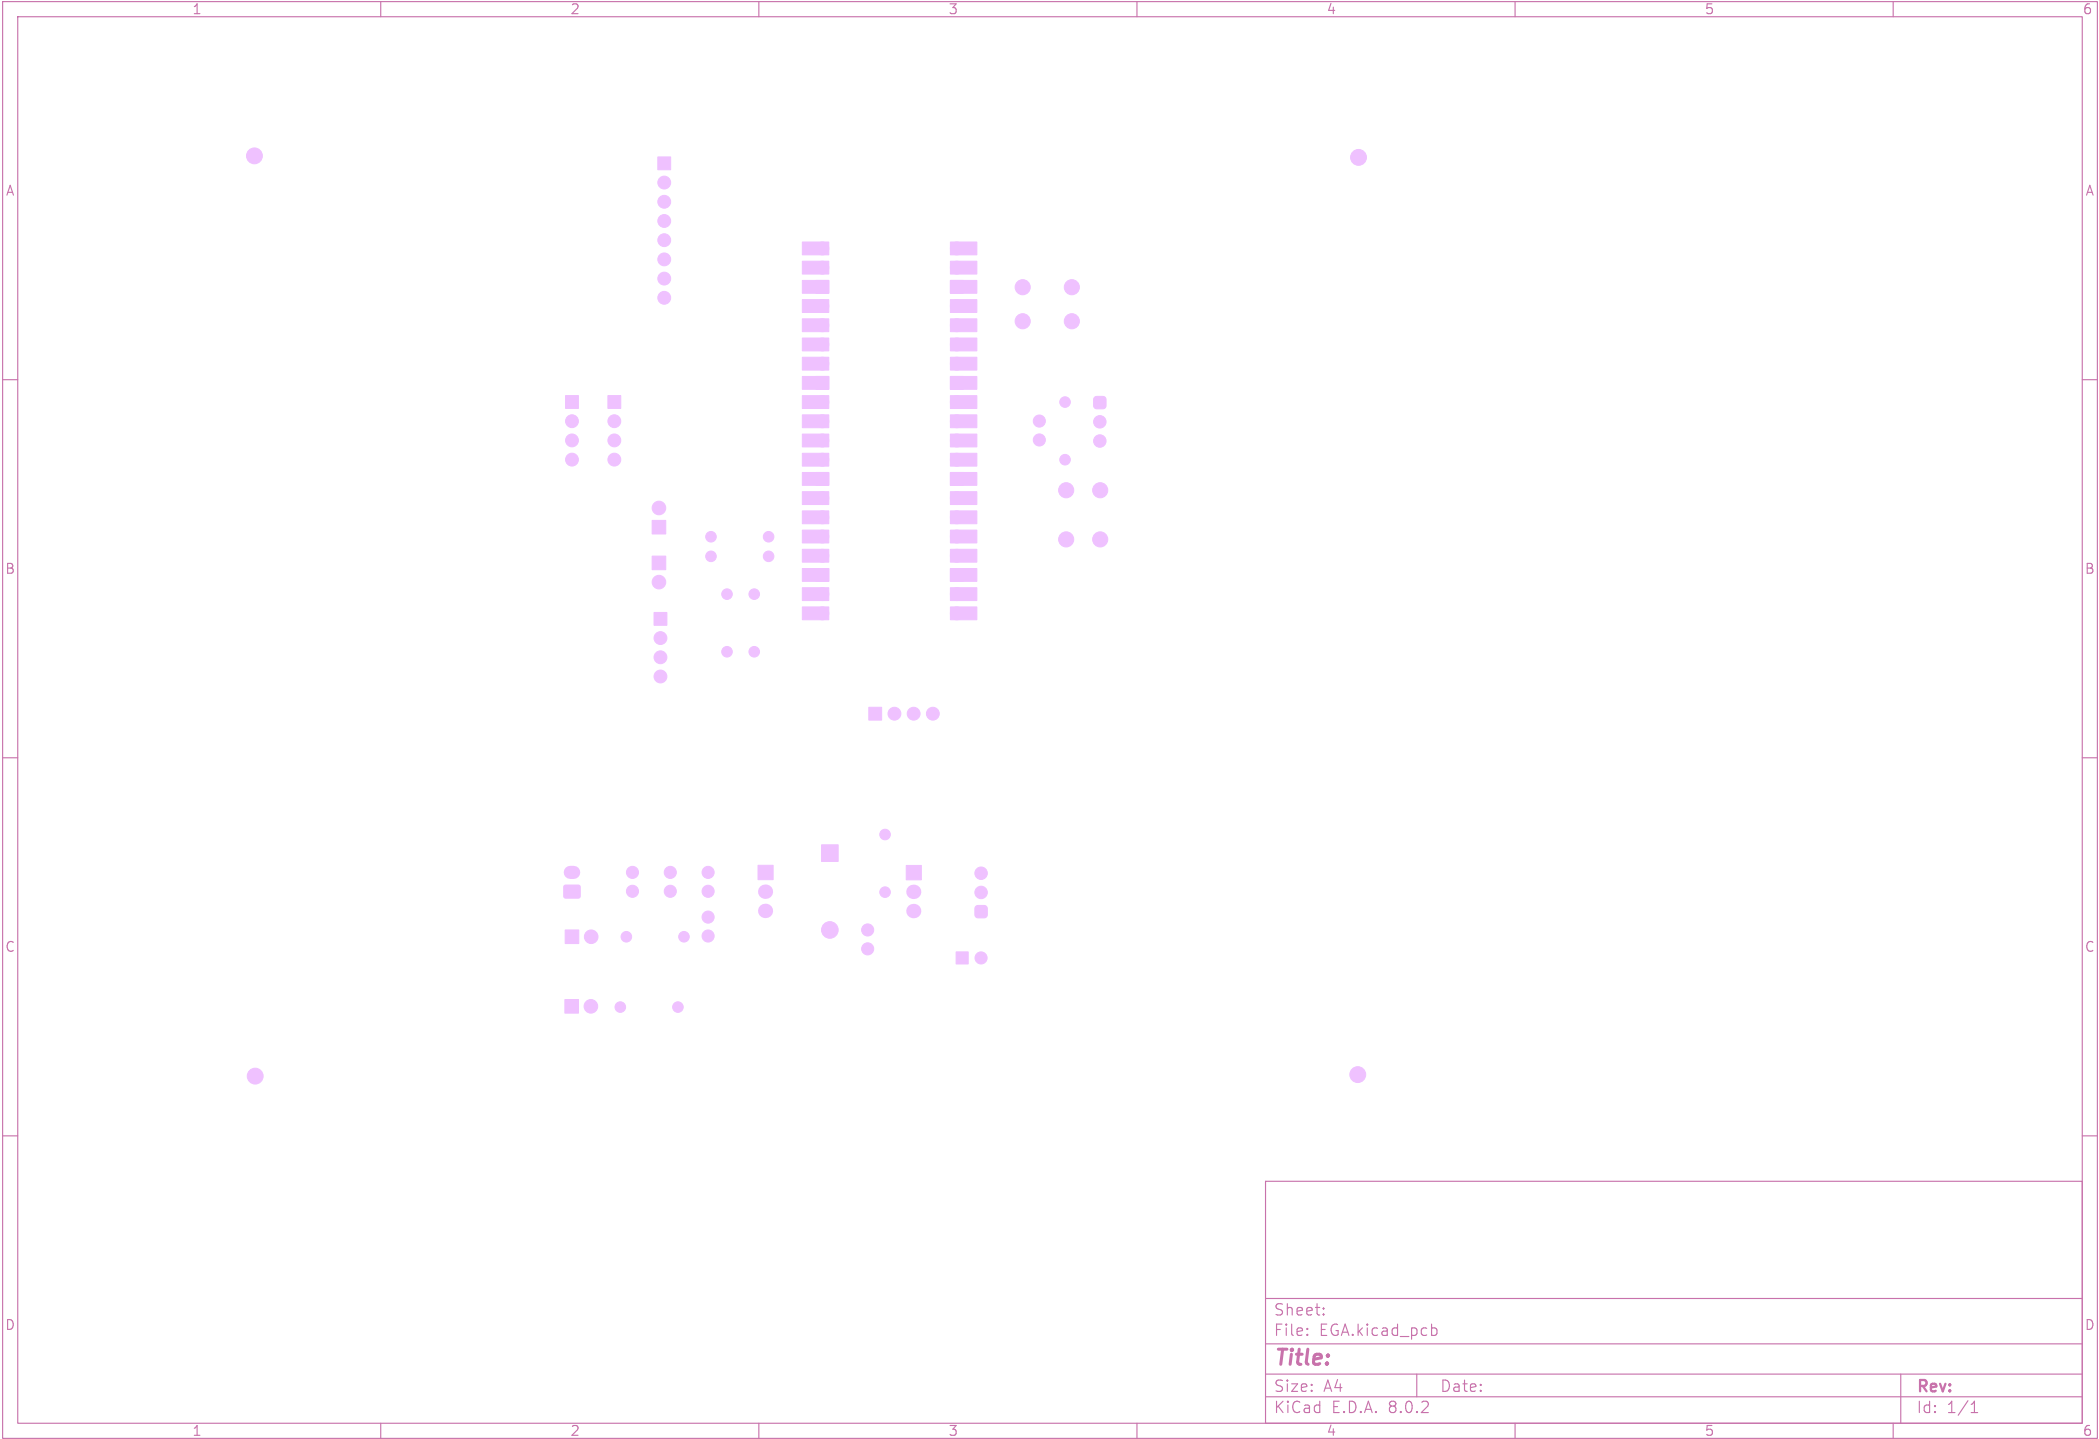 1 2 3 4 5 6
A A
B B
C C
D D
Sheet:
File: EGA.kicad_pcb
Title:
Size: A4 Date: Rev:
KiCad E.D.A. 8.0.2 Id: 1/1
1 2 3 4 5 6